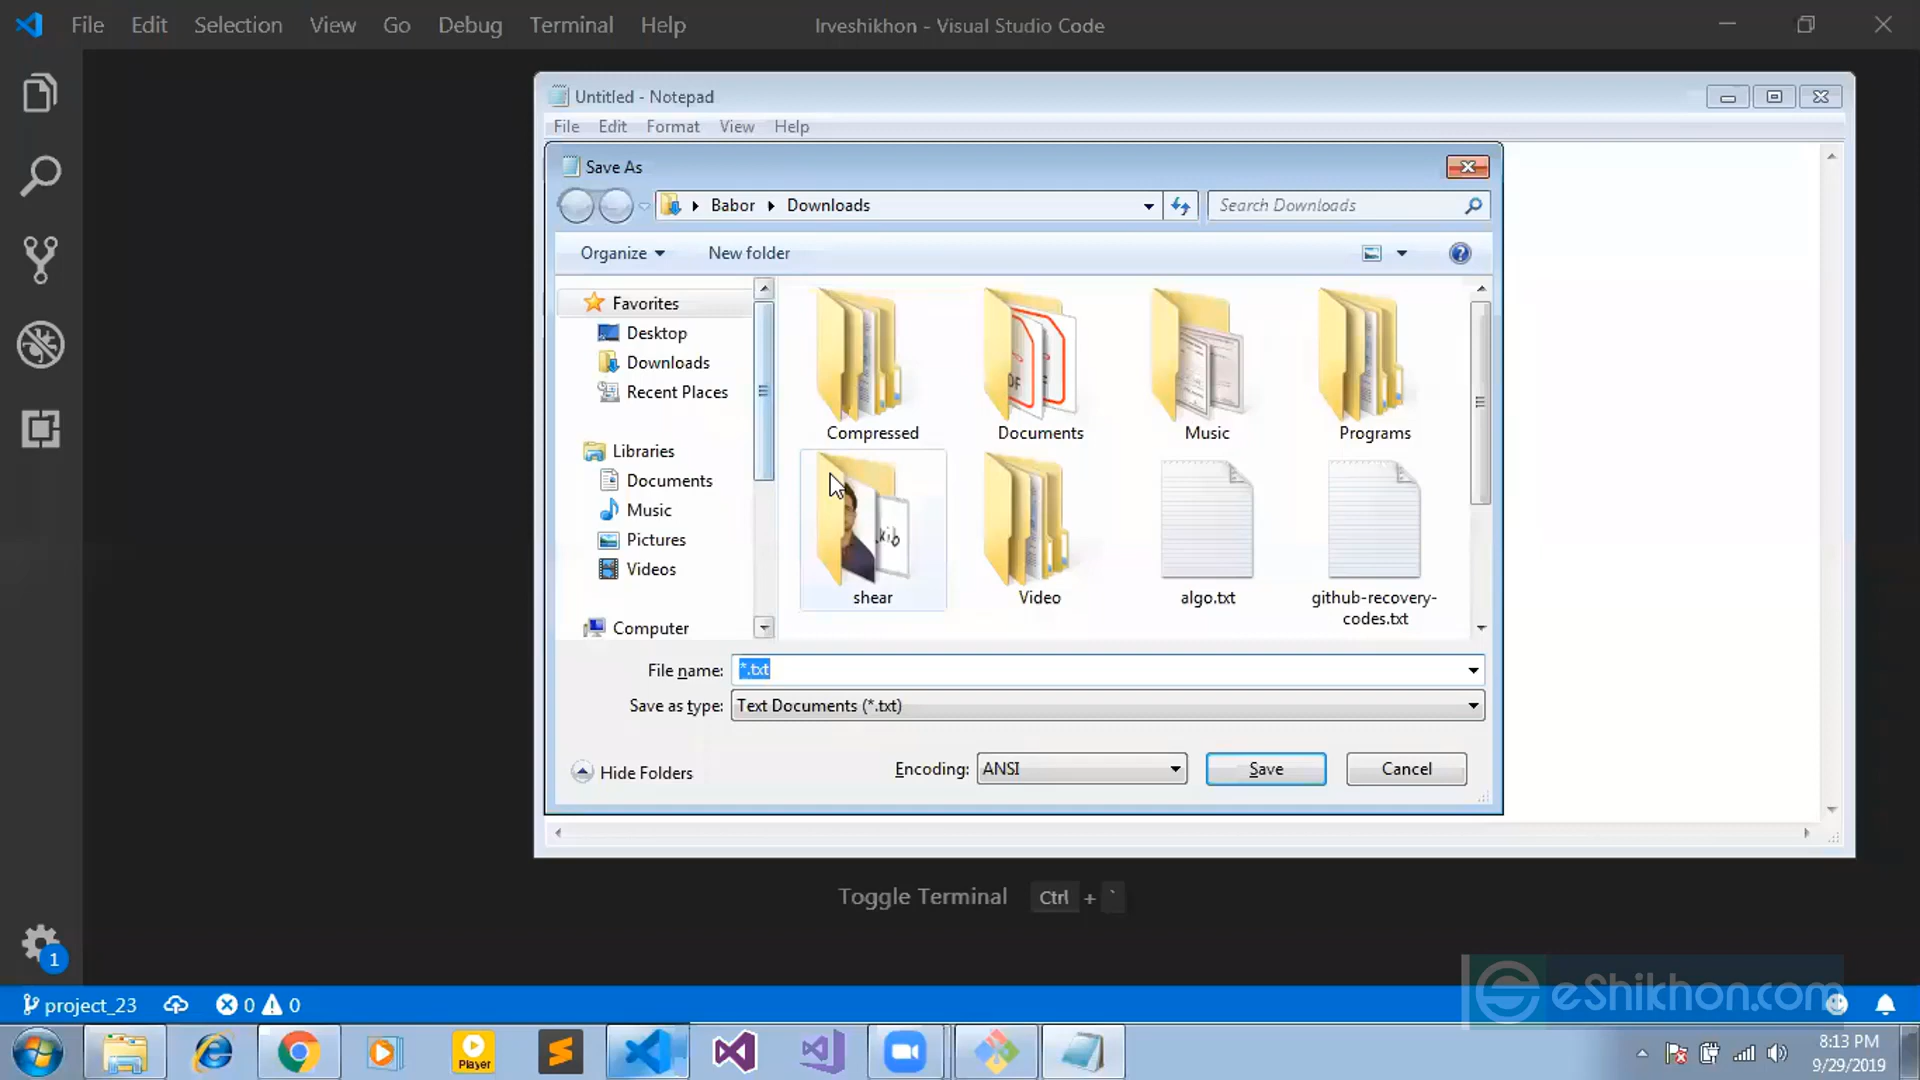 File Edit Selection View Go Debug Terminal Help
Irveshikhon - Visual Studio Code
Untitled - Notepad
File Edit Format View Help
Save As
Babor Downloads
Search Downloads
Organize New folder
Favorites
Desktop
Downloads
Recent Places
Libraries
Documents
Music
Pictures
Videos
Computer
Compressed Documents Music Programs
shear Video algo.txt github-recovery-
codes.txt
File name: *.txt
Save as type: Text Documents (*.txt)
Hide Folders Encoding: ANSI Save Cancel
Toggle Terminal Ctrl + `
1
eShikhon.com
project_23 0 0
Player
8:13 PM
9/29/2019